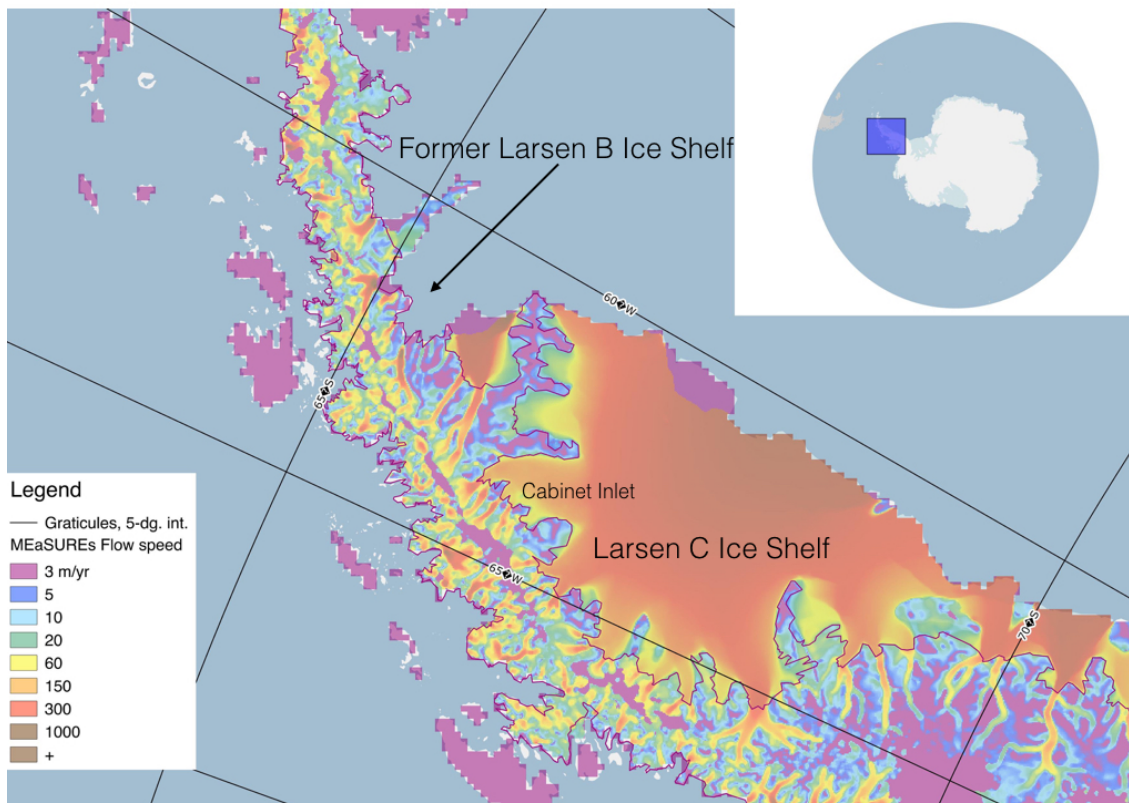 Former Larsen B Ice Shelf
60�W
65�S
Cabinet Inlet
Larsen C Ice Shelf
65�W
70�S
Legend
Graticules, 5-dg. int.
MEaSUREs Flow speed
3 m/yr
5
10
20
60
150
300
1000
+